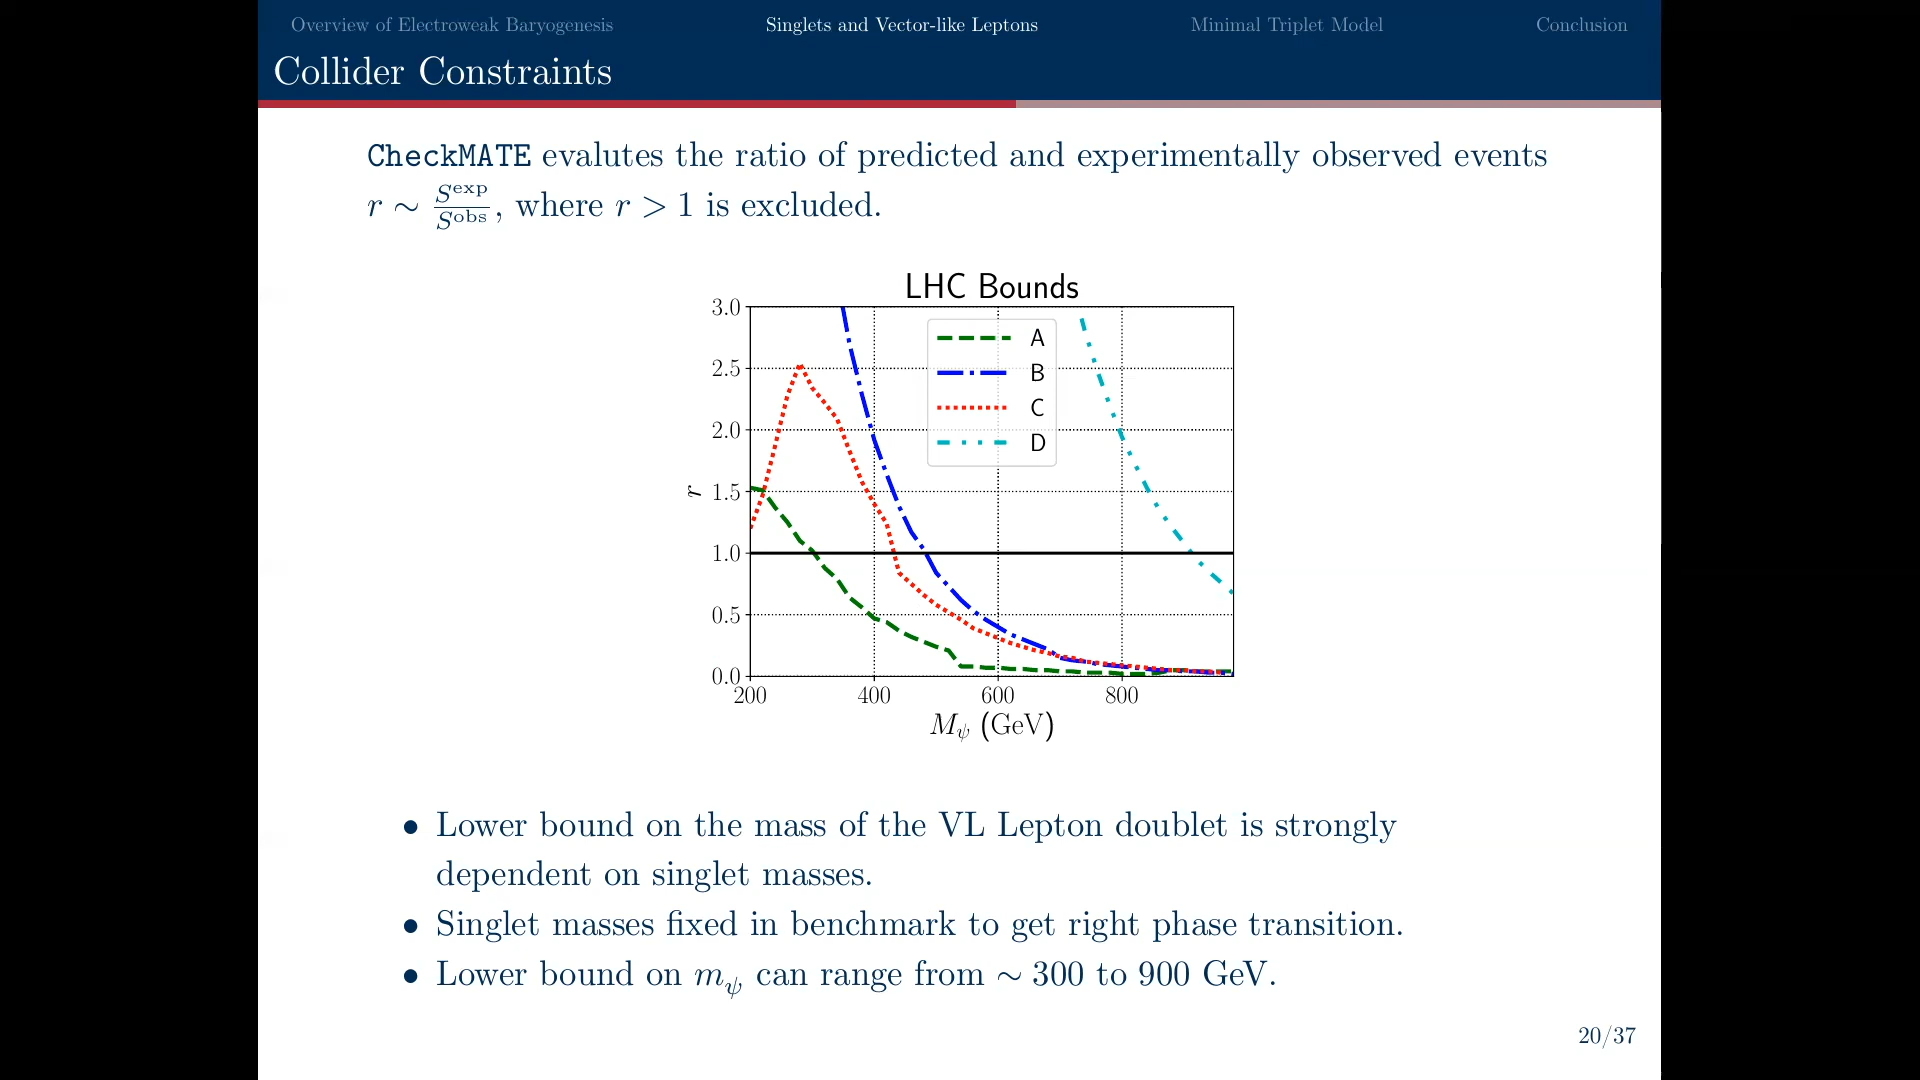 Overview of Electroweak Baryogenesis Singlets and Vector-like Leptons Minimal Triplet Model Conclusion
Collider Constraints
CheckMATE evalutes the ratio of predicted and experimentally observed events
r ∼ S^exp/S^obs, where r > 1 is excluded.
LHC Bounds
3.0
2.5
2.0
1.5
1.0
0.5
0.0
r
A
B
C
D
200 400 600 800
M_ψ (GeV)
• Lower bound on the mass of the VL Lepton doublet is strongly
dependent on singlet masses.
• Singlet masses fixed in benchmark to get right phase transition.
• Lower bound on m_ψ can range from ∼ 300 to 900 GeV.
20/37